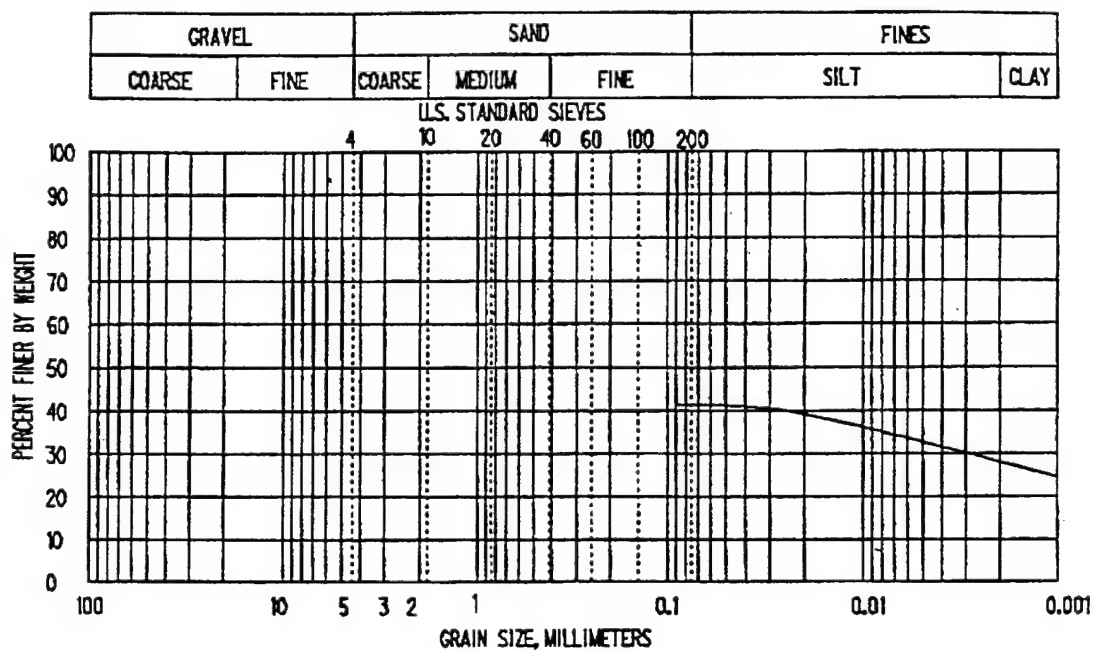 GRAVEL SAND FINES
COARSE FINE COARSE MEDIUM FINE SILT CLAY
U.S. STANDARD SIEVES
4 10 20 40 60 100 200
100
90
80
70
60
50
40
30
20
10
0
PERCENT FINER BY WEIGHT
100 10 5 3 2 1 0.1 0.01 0.001
GRAIN SIZE, MILLIMETERS